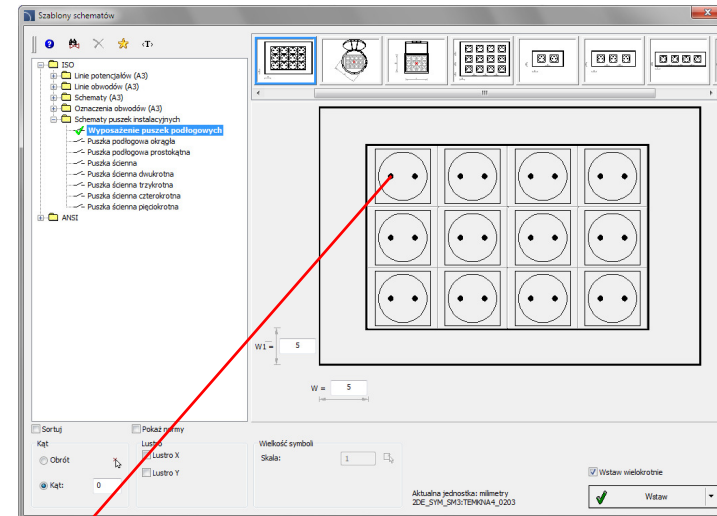 Szablony schematów
‹T›
ISO
Linie potencjałów (A3)
Linie obwodów (A3)
Schematy (A3)
Oznaczenia obwodów (A3)
Schematy puszek instalacyjnych
Wyposażenie puszek podłogowych
Puszka podłogowa okrągła
Puszka podłogowa prostokątna
Puszka ścienna
Puszka ścienna dwukrotna
Puszka ścienna trzykrotna
Puszka ścienna czterokrotna
Puszka ścienna pięciokrotna
ANSI
W1= 5
W = 5
Sortuj
Pokaż normy
Kąt
Obrót
Kąt: 0
Lustro
Lustro X
Lustro Y
Wielkość symboli
Skala: 1
Aktualna jednostka: milimetry
2DE_SYM_SM3:TEMKNA4_0203
Wstaw wielokrotnie
Wstaw